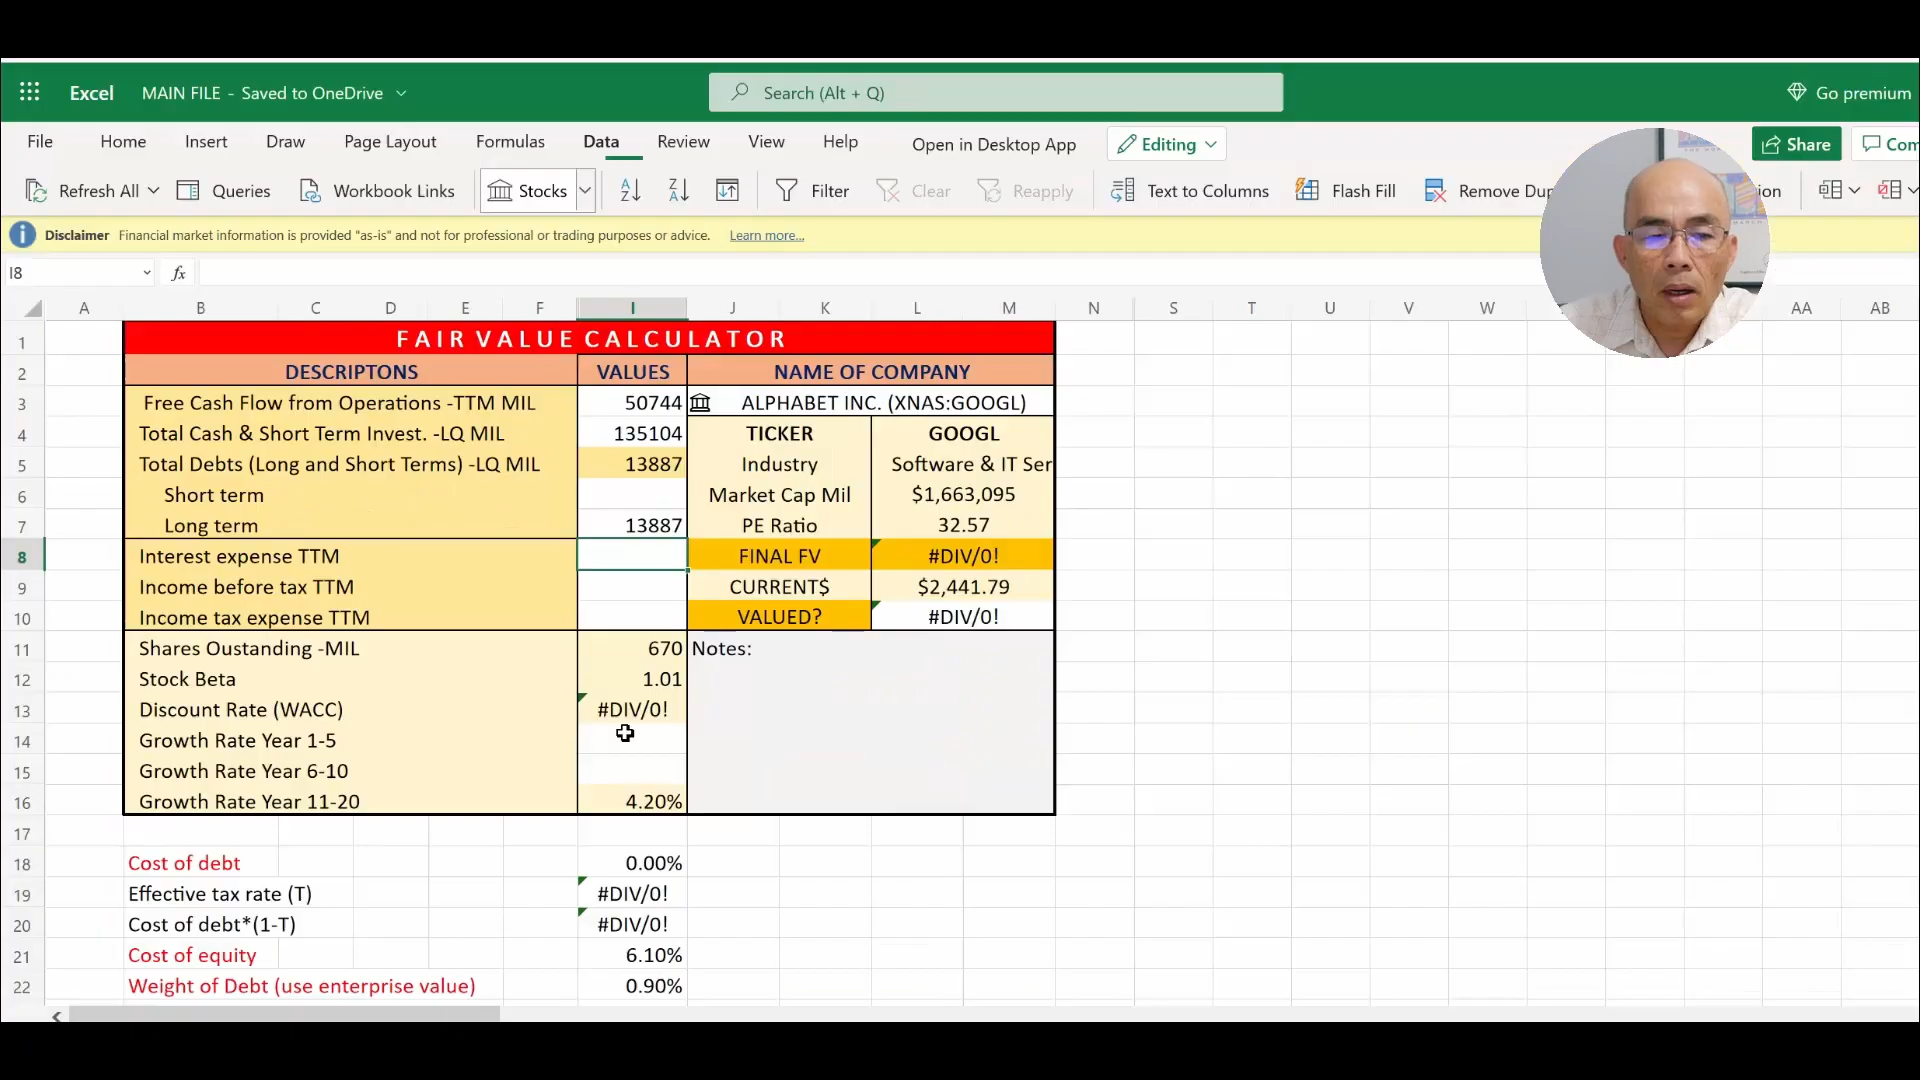 Excel MAIN FILE - Saved to OneDrive Search (Alt + Q) Go premium
File Home Insert Draw Page Layout Formulas Data Review View Help Open in Desktop App Editing Share Com
Refresh All Queries Workbook Links Stocks Filter Clear Reapply Text to Columns Flash Fill Remove Dup ion
Disclaimer Financial market information is provided "as-is" and not for professional or trading purposes or advice. Learn more...
I8 fx
A B C D E F I J K L M N S T U V W AA AB
1 FAIR VALUE CALCULATOR
2 DESCRIPTONS VALUES NAME OF COMPANY
3 Free Cash Flow from Operations -TTM MIL 50744 ALPHABET INC. (XNAS:GOOGL)
4 Total Cash & Short Term Invest. -LQ MIL 135104 TICKER GOOGL
5 Total Debts (Long and Short Terms) -LQ MIL 13887 Industry Software & IT Ser
6 Short term Market Cap Mil $1,663,095
7 Long term 13887 PE Ratio 32.57
8 Interest expense TTM FINAL FV #DIV/0!
9 Income before tax TTM CURRENT$ $2,441.79
10 Income tax expense TTM VALUED? #DIV/0!
11 Shares Oustanding -MIL 670 Notes:
12 Stock Beta 1.01
13 Discount Rate (WACC) #DIV/0!
14 Growth Rate Year 1-5
15 Growth Rate Year 6-10
16 Growth Rate Year 11-20 4.20%
17
18 Cost of debt 0.00%
19 Effective tax rate (T) #DIV/0!
20 Cost of debt*(1-T) #DIV/0!
21 Cost of equity 6.10%
22 Weight of Debt (use enterprise value) 0.90%